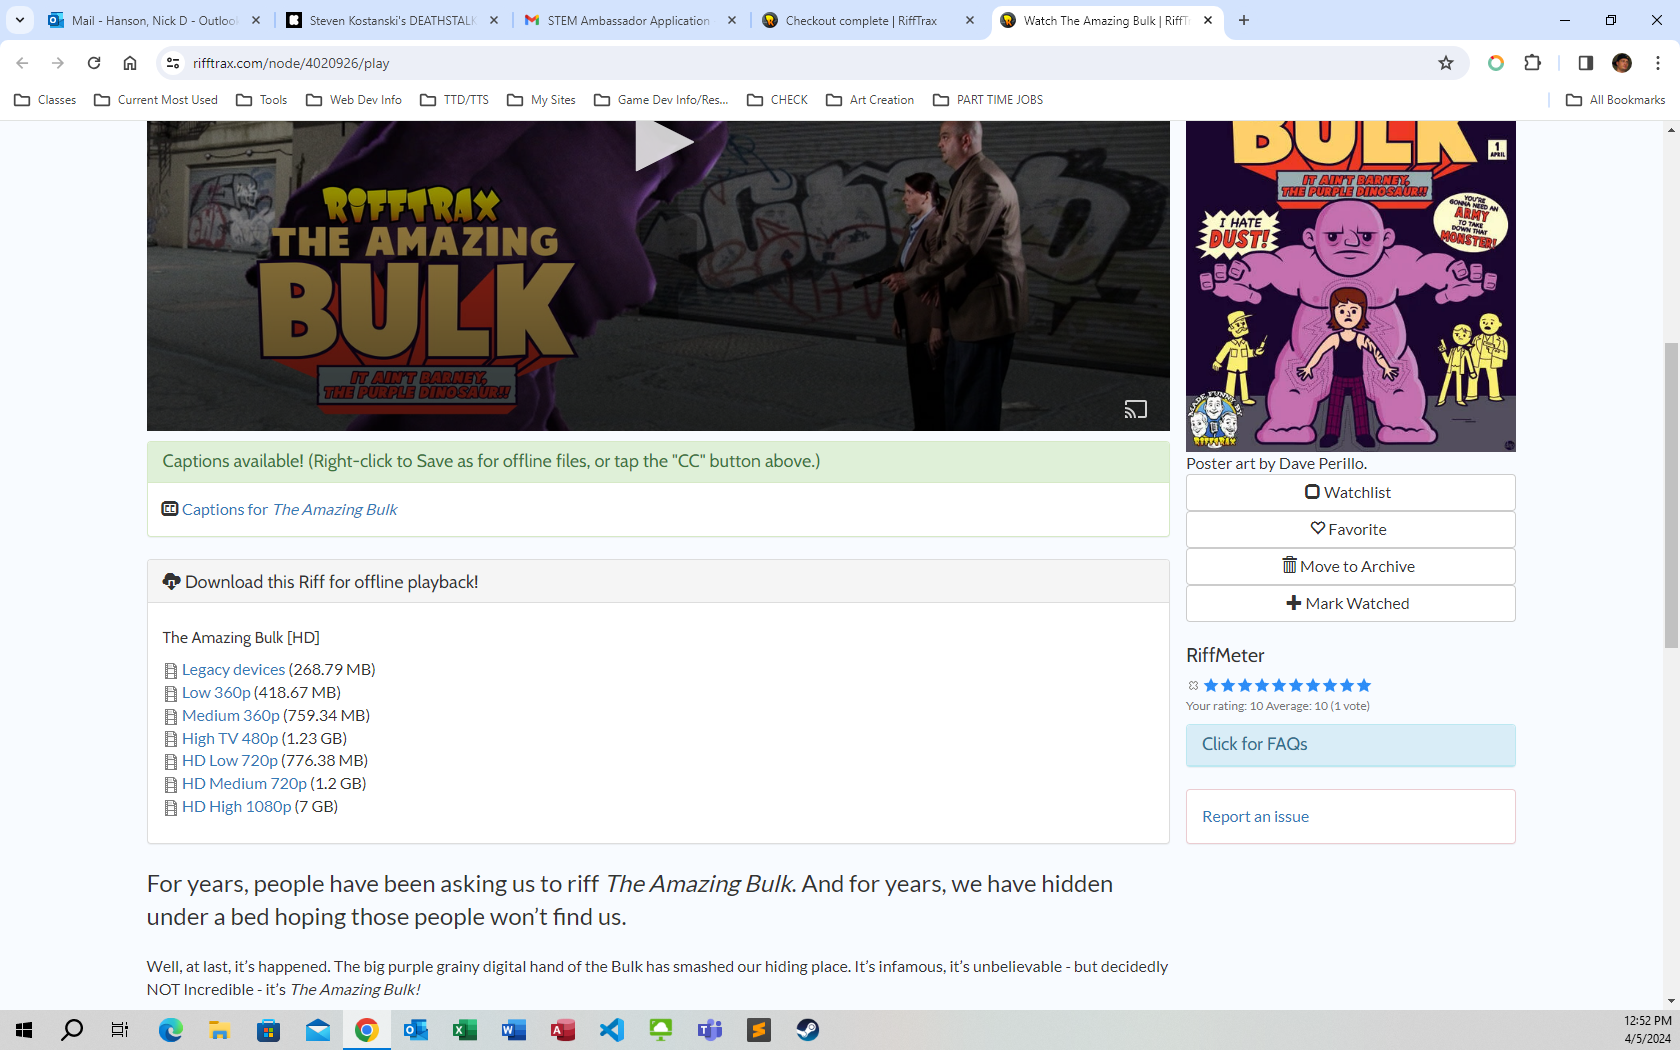 Mail - Hanson, Nick D - Outlook
Steven Kostanski's DEATHSTALK
STEM Ambassador Application
Checkout complete | RiffTrax
Watch The Amazing Bulk | RiffTr
rifftrax.com/node/4020926/play
Classes
Current Most Used
Tools
Web Dev Info
TTD/TTS
My Sites
Game Dev Info/Res...
CHECK
Art Creation
PART TIME JOBS
All Bookmarks
RIFFTRAX
THE AMAZING
BULK
IT AIN'T BARNEY,
THE PURPLE DINOSAUR!!
BULK
1
APRIL
IT AIN'T BARNEY,
THE PURPLE DINOSAUR!!
I HATE
DUST!
YOU'RE
GONNA NEED AN
ARMY
TO TAKE
DOWN THAT
MONSTER!
MADE FUNNY BY
RIFFTRAX
Poster art by Dave Perillo.
Captions available! (Right-click to Save as for offline files, or tap the "CC" button above.)
CC Captions for The Amazing Bulk
Download this Riff for offline playback!
The Amazing Bulk [HD]
Legacy devices (268.79 MB)
Low 360p (418.67 MB)
Medium 360p (759.34 MB)
High TV 480p (1.23 GB)
HD Low 720p (776.38 MB)
HD Medium 720p (1.2 GB)
HD High 1080p (7 GB)
Watchlist
Favorite
Move to Archive
Mark Watched
RiffMeter
Your rating: 10 Average: 10 (1 vote)
Click for FAQs
Report an issue
For years, people have been asking us to riff The Amazing Bulk. And for years, we have hidden
under a bed hoping those people won’t find us.
Well, at last, it’s happened. The big purple grainy digital hand of the Bulk has smashed our hiding place. It’s infamous, it’s unbelievable - but decidedly
NOT Incredible - it’s The Amazing Bulk!
12:52 PM
4/5/2024